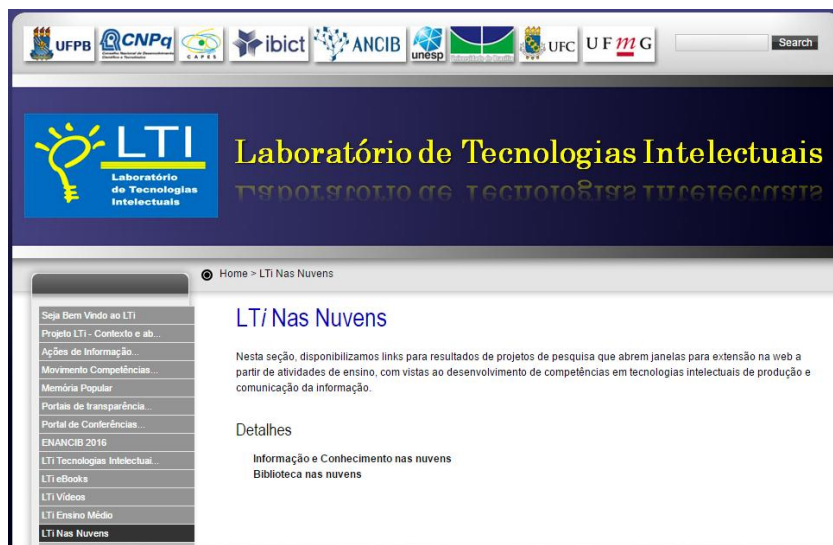 UFPB
CNPq
CAPES
ibict
ANCIB
unesp
UFC
UFmG
Search
LTI
Laboratório
de Tecnologias
Intelectuais
Laboratório de Tecnologias Intelectuais
Home > LTi Nas Nuvens
Seja Bem Vindo ao LTi
Projeto LTi - Contexto e ab...
Ações de Informação...
Movimento Competências...
Memória Popular
Portais de transparência...
Portal de Conferências...
ENANCIB 2016
LTi Tecnologias Intelectuai...
LTi eBooks
LTi Vídeos
LTi Ensino Médio
LTi Nas Nuvens
LTi Nas Nuvens
Nesta seção, disponibilizamos links para resultados de projetos de pesquisa que abrem janelas para extensão na web a
partir de atividades de ensino, com vistas ao desenvolvimento de competências em tecnologias intelectuais de produção e
comunicação da informação.
Detalhes
Informação e Conhecimento nas nuvens
Biblioteca nas nuvens